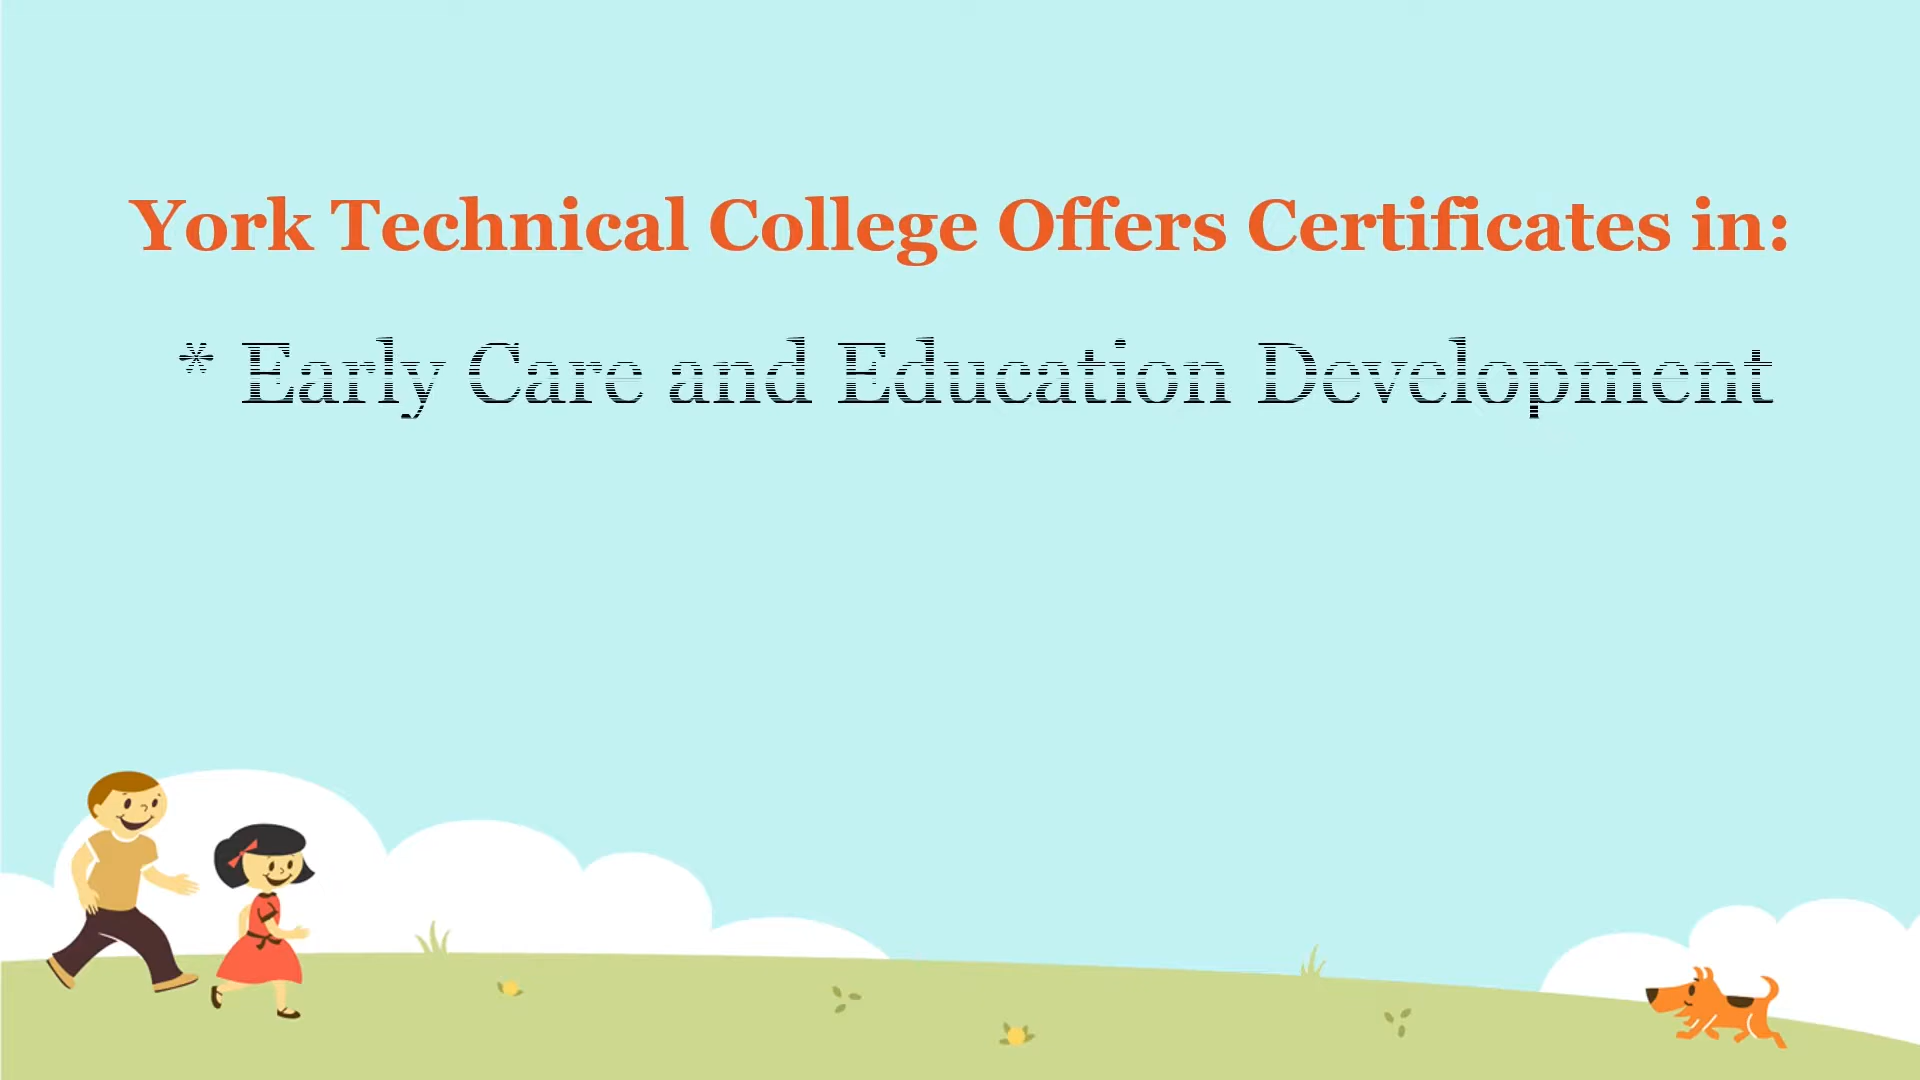 York Technical College Offers Certificates in:
* Early Care and Education Development